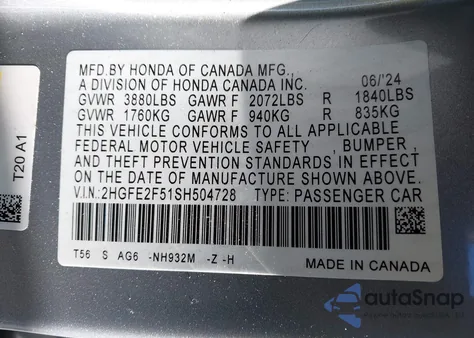 MFD.BY HONDA OF CANADA MFG.,
A DIVISION OF HONDA CANADA INC. 06/'24
GVWR 3880LBS GAWR F 2072LBS R 1840LBS
GVWR 1760KG GAWR F 940KG R 835KG
THIS VEHICLE CONFORMS TO ALL APPLICABLE
FEDERAL MOTOR VEHICLE SAFETY , BUMPER ,
AND THEFT PREVENTION STANDARDS IN EFFECT
ON THE DATE OF MANUFACTURE SHOWN ABOVE.
V.I.N:2HGFE2F51SH504728 TYPE: PASSENGER CAR
T56 S AG6 -NH932M -Z -H
MADE IN CANADA
T20 A1
autoSnap